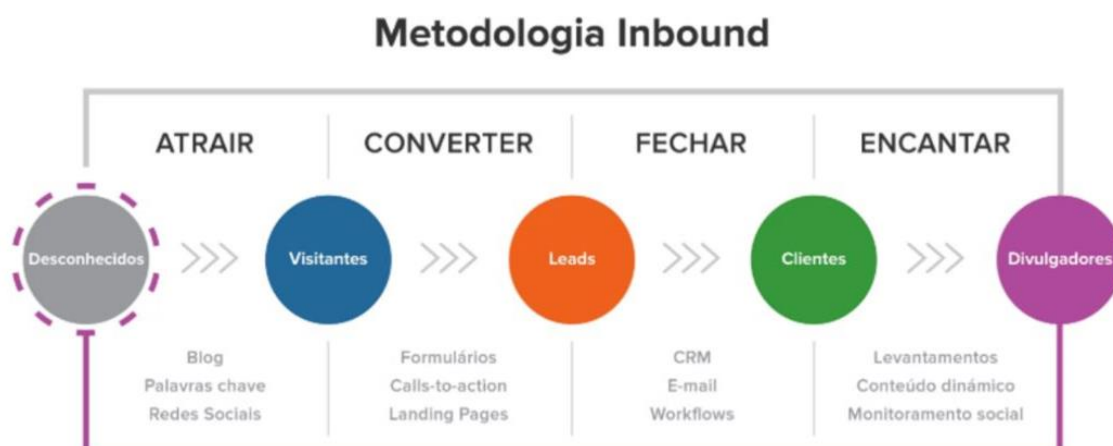 Metodologia Inbound
ATRAIR
CONVERTER
FECHAR
ENCANTAR
Desconhecidos
Visitantes
Leads
Clientes
Divulgadores
Blog
Palavras chave
Redes Sociais
Formulários
Calls-to-action
Landing Pages
CRM
E-mail
Workflows
Levantamentos
Conteúdo dinámico
Monitoramento social